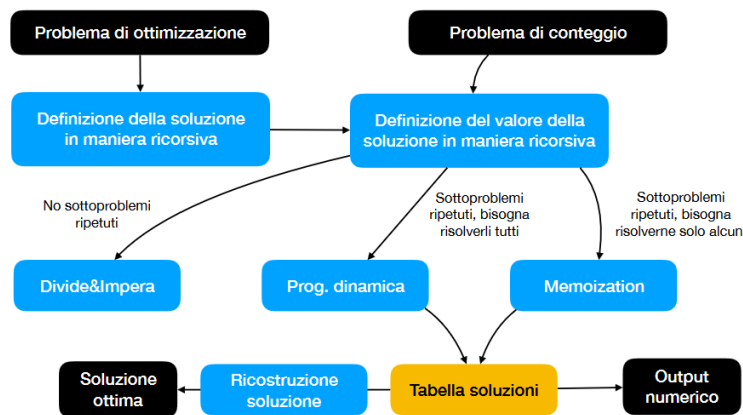 Problema di ottimizzazione
Problema di conteggio
Definizione della soluzione
in maniera ricorsiva
Definizione del valore della
soluzione in maniera ricorsiva
No sottoproblemi
ripetuti
Sottoproblemi
ripetuti, bisogna
risolverli tutti
Sottoproblemi
ripetuti, bisogna
risolverne solo alcun
Divide&Impera
Prog. dinamica
Memoization
Soluzione
ottima
Ricostruzione
soluzione
Tabella soluzioni
Output
numerico